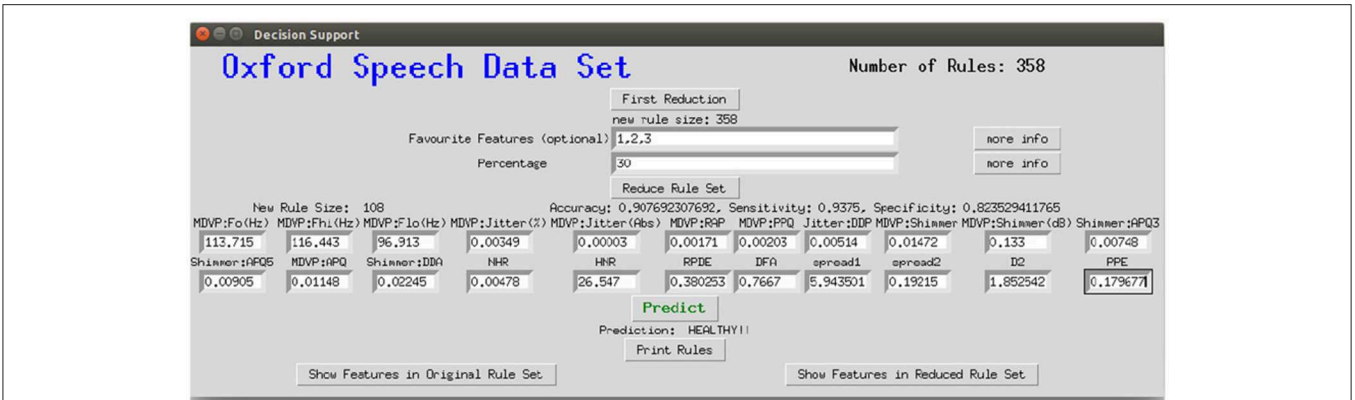 Decision Support
Oxford Speech Data Set
Number of Rules: 358
First Reduction
new rule size: 358
Favourite Features (optional) 1,2,3 more info
Percentage 30 more info
Reduce Rule Set
New Rule Size: 108 Accuracy: 0.907692307692, Sensitivity: 0.9375, Specificity: 0.823529411765
MDVP:Fo(Hz) MDVP:Fhi(Hz) MDVP:Flo(Hz) MDVP:Jitter(%) MDVP:Jitter(Abs) MDVP:RAP MDVP:PPQ Jitter:DDP MDVP:Shimmer MDVP:Shimmer(dB) Shimmer:APQ3
113.715 116.443 96.913 0.00349 0.00003 0.00171 0.00203 0.00514 0.01472 0.133 0.00748
Shimmer:APQ5 MDVP:APQ Shimmer:DDA NHR HNR RPDE DFA spread1 spread2 D2 PPE
0.00905 0.01148 0.02245 0.00478 26.547 0.380253 0.7667 5.943501 0.19215 1.852542 0.179677
Predict
Prediction: HEALTHY!!
Print Rules
Show Features in Original Rule Set Show Features in Reduced Rule Set